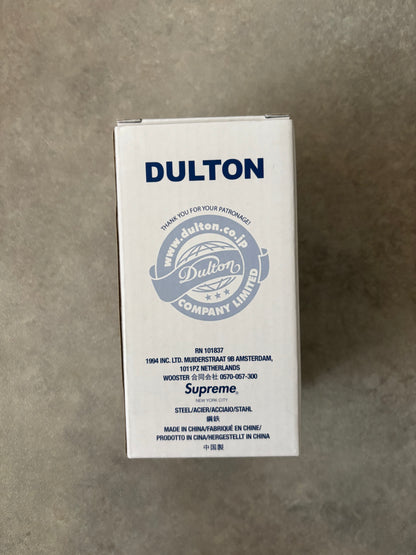 DULTON
THANK YOU FOR YOUR PATRONAGE!
www.dulton.co.jp
Dulton
COMPANY LIMITED
RN 101837
1994 INC. LTD. MUIDERSTRAAT 9B AMSTERDAM,
1011PZ NETHERLANDS
WOOSTER 合同会社 0570-057-300
Supreme®
NEW YORK CITY
STEEL/ACIER/ACCIAIO/STAHL
鋼鉄
MADE IN CHINA/FABRIQUÉ EN CHINE/
PRODOTTO IN CINA/HERGESTELLT IN CHINA
中国製